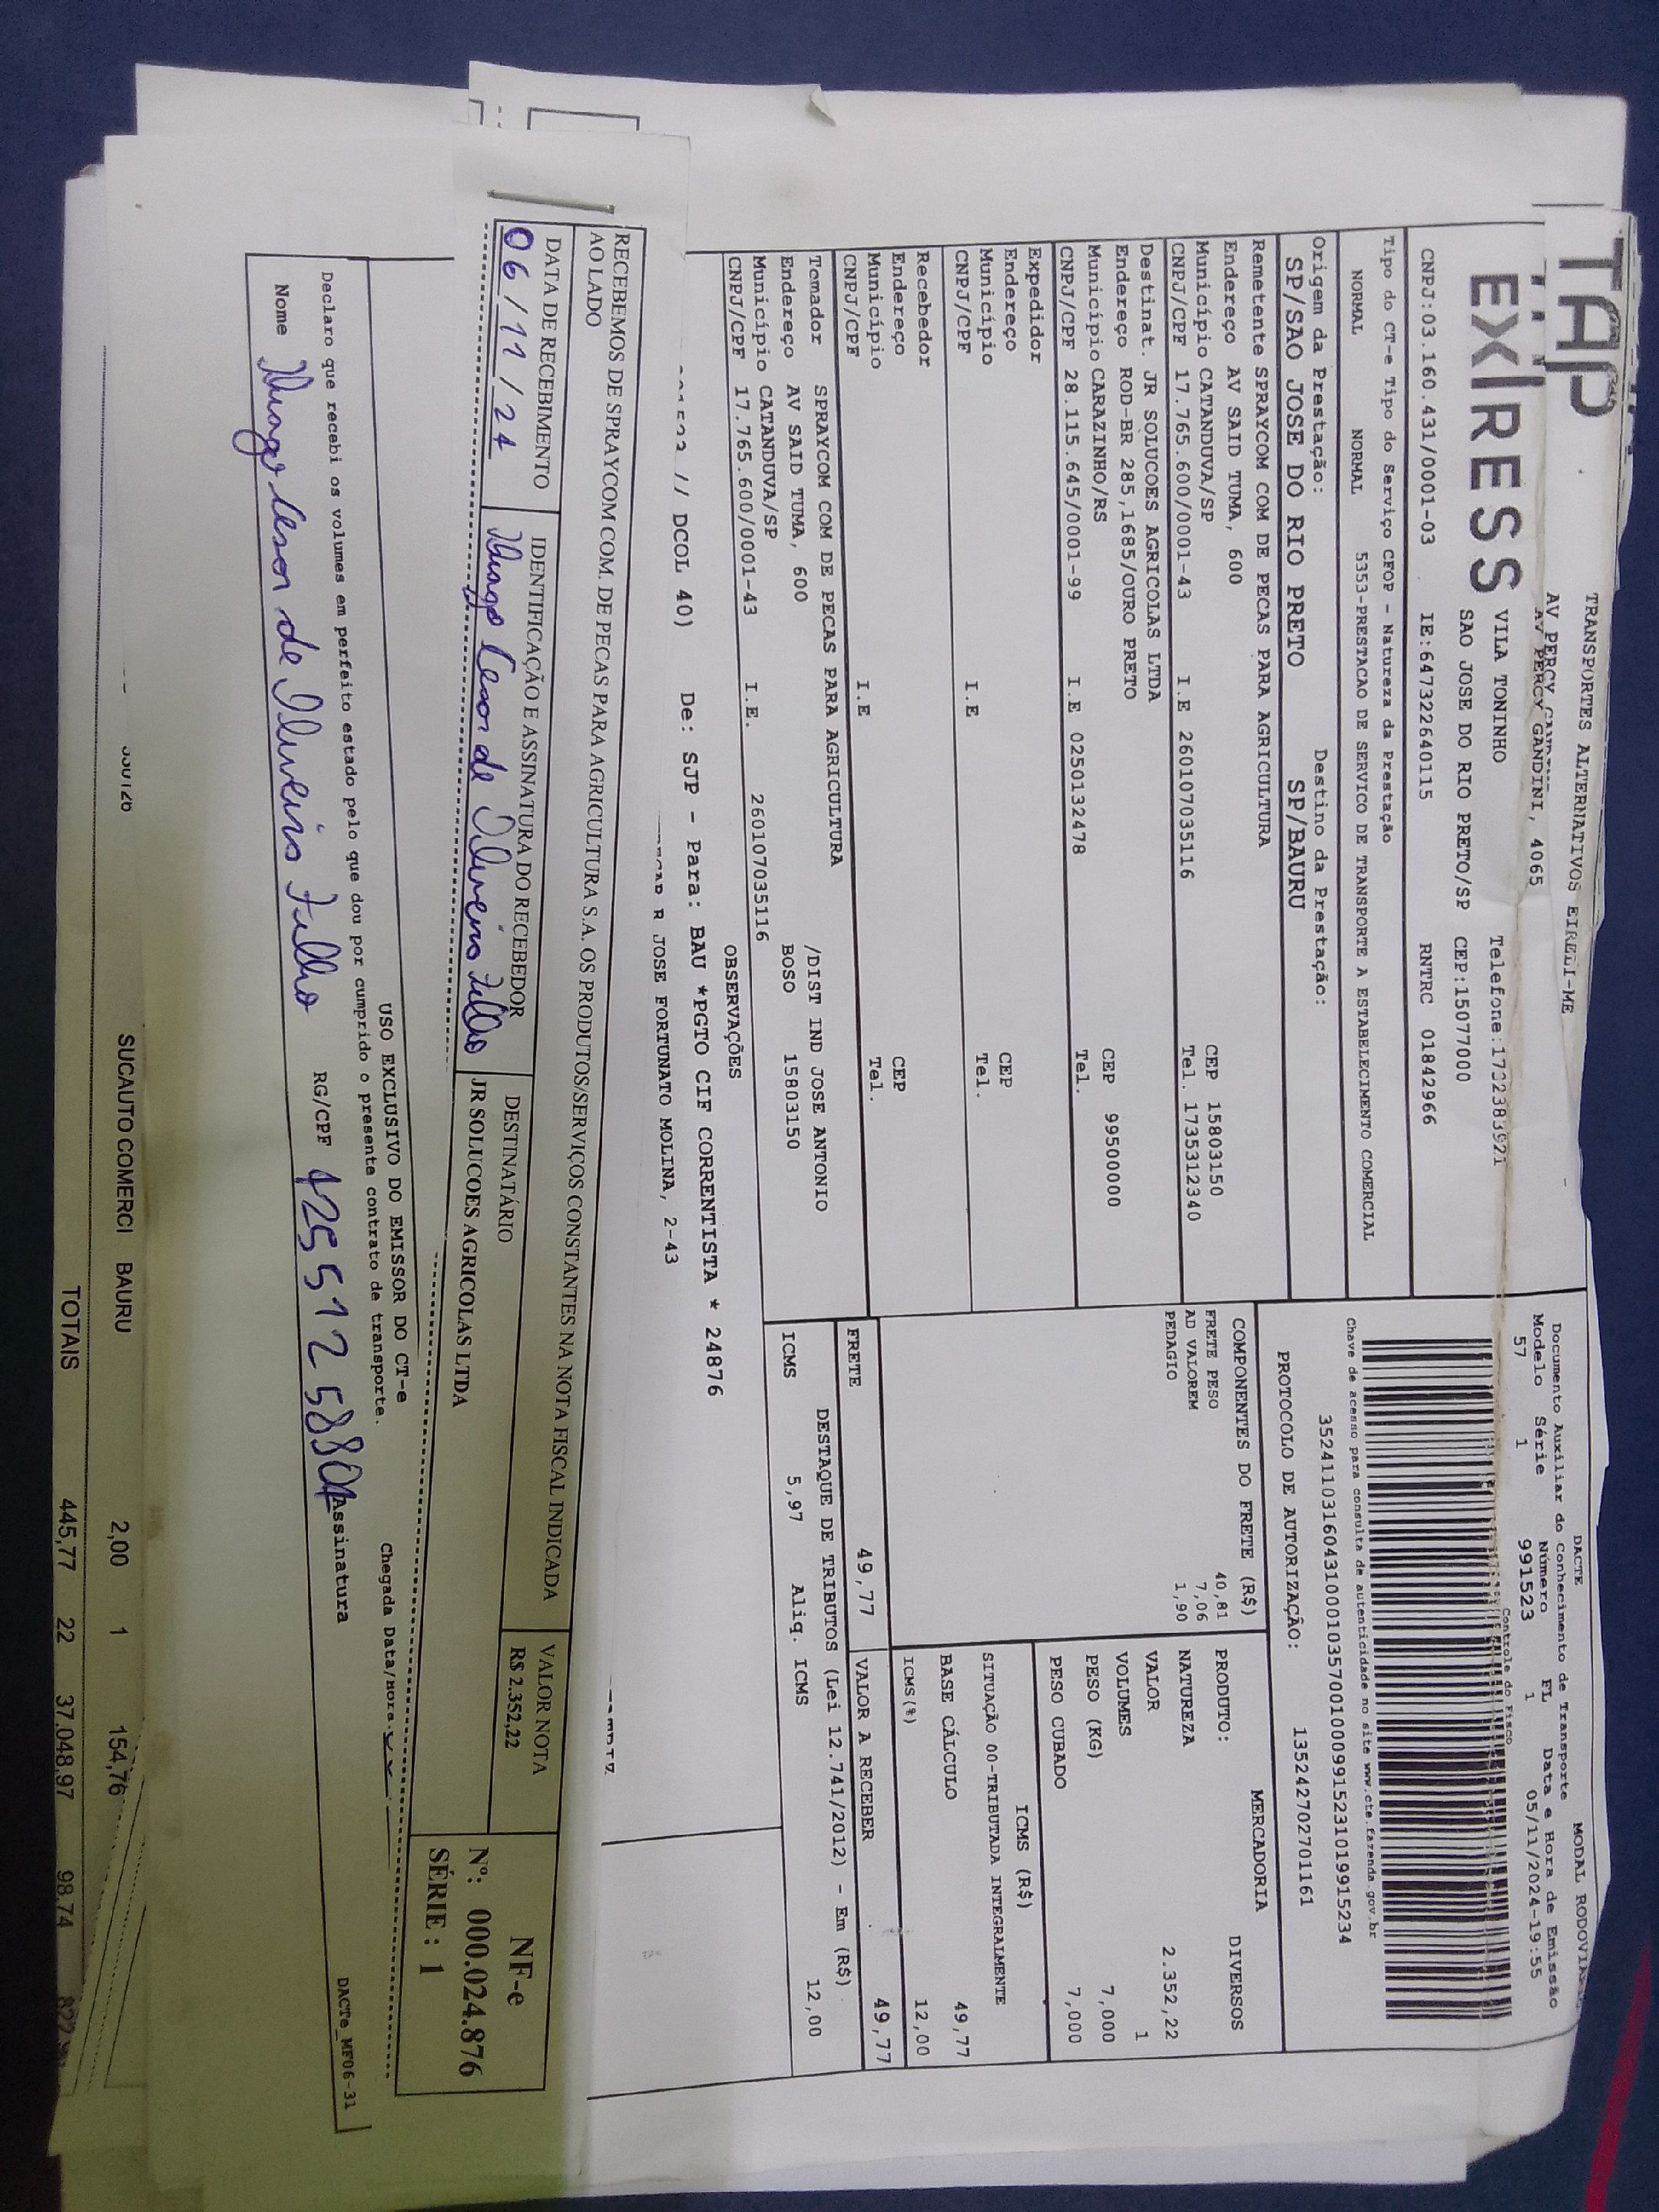 TAP
EXPRESS
TRANSPORTES ALTERNATIVOS EIRELI-ME
AV PERCY GANDINI, 4065
VILA TONINHO Telefone:1732383921
SAO JOSE DO RIO PRETO/SP CEP:15077000
CNPJ:03.160.431/0001-03 IE:647322640115 RNTRC 01842966
Tipo do CT-e Tipo do Serviço CFOP - Natureza da Prestação
NORMAL NORMAL 5353-PRESTACAO DE SERVICO DE TRANSPORTE A ESTABELECIMENTO COMERCIAL
Origem da Prestação: Destino da Prestação:
SP/SAO JOSE DO RIO PRETO SP/BAURU
Remetente SPRAYCOM COM DE PECAS PARA AGRICULTURA
Endereço AV SAID TUMA, 600 CEP 15803150
Município CATANDUVA/SP Tel. 1735312340
CNPJ/CPF 17.765.600/0001-43 I.E 260107035116
Destinat. JR SOLUCOES AGRICOLAS LTDA
Endereço ROD-BR 285,1685/OURO PRETO
Município CARAZINHO/RS CEP 99500000
CNPJ/CPF 28.115.645/0001-99 I.E 0250132478 Tel.
Expedidor
Endereço CEP
Município Tel.
CNPJ/CPF I.E
Recebedor
Endereço CEP
Município Tel.
CNPJ/CPF I.E
Tomador SPRAYCOM COM DE PECAS PARA AGRICULTURA
Endereço AV SAID TUMA, 600 /DIST IND JOSE ANTONIO
BOSO 15803150
Município CATANDUVA/SP
CNPJ/CPF 17.765.600/0001-43 I.E. 260107035116
OBSERVAÇÕES
// DCOL 40) De: SJP - Para: BAU *PGTO CIF CORRENTISTA * 24876
R JOSE FORTUNATO MOLINA, 2-43
DACTE MODAL
Documento Auxiliar do Conhecimento de Transporte
Modelo Série Número FL Data e Hora de Emissão
57 1 991523 1 05/11/2024-19:55
Controle do Fisco
Chave de acesso para consulta de autenticidade no site www.cte.fazenda.gov.br
35241103160431000103570010009915231019915234
PROTOCOLO DE AUTORIZAÇÃO: 135242702701161
COMPONENTES DO FRETE (R$)
FRETE PESO 40,81
AD VALOREM 7,06
PEDAGIO 1,90
MERCADORIA
PRODUTO: DIVERSOS
NATUREZA
VALOR 2.352,22
VOLUMES 1
PESO (KG) 7,000
PESO CUBADO 7,000
ICMS (R$)
SITUAÇÃO 00-TRIBUTADA INTEGRALMENTE
BASE CÁLCULO 49,77
ICMS(%) 12,00
FRETE 49,77 VALOR A RECEBER 49,77
DESTAQUE DE TRIBUTOS (Lei 12.741/2012) - Em (R$)
ICMS 5,97 Aliq. ICMS 12,00
RECEBEMOS DE SPRAYCOM COM. DE PECAS PARA AGRICULTURA S.A. OS PRODUTOS/SERVIÇOS CONSTANTES NA NOTA FISCAL INDICADA
AO LADO
DATA DE RECEBIMENTO IDENTIFICAÇÃO E ASSINATURA DO RECEBEDOR DESTINATÁRIO VALOR NOTA
06/11/24 Thiago Cesar de Oliveira Filho JR SOLUCOES AGRICOLAS LTDA R$ 2.352,22
NF-e
Nº: 000.024.876
SÉRIE : 1
USO EXCLUSIVO DO EMISSOR DO CT-e
Chegada Data/Hora
Declaro que recebi os volumes em perfeito estado pelo que dou por cumprido o presente contrato de transporte.
Nome Thiago Cesar de Oliveira Filho RG/CPF Assinatura
DACTe_MF06-31
SUCAUTO COMERCI BAURU 2,00 1 154,76
TOTAIS 445,77 22 37.048,97 98,74